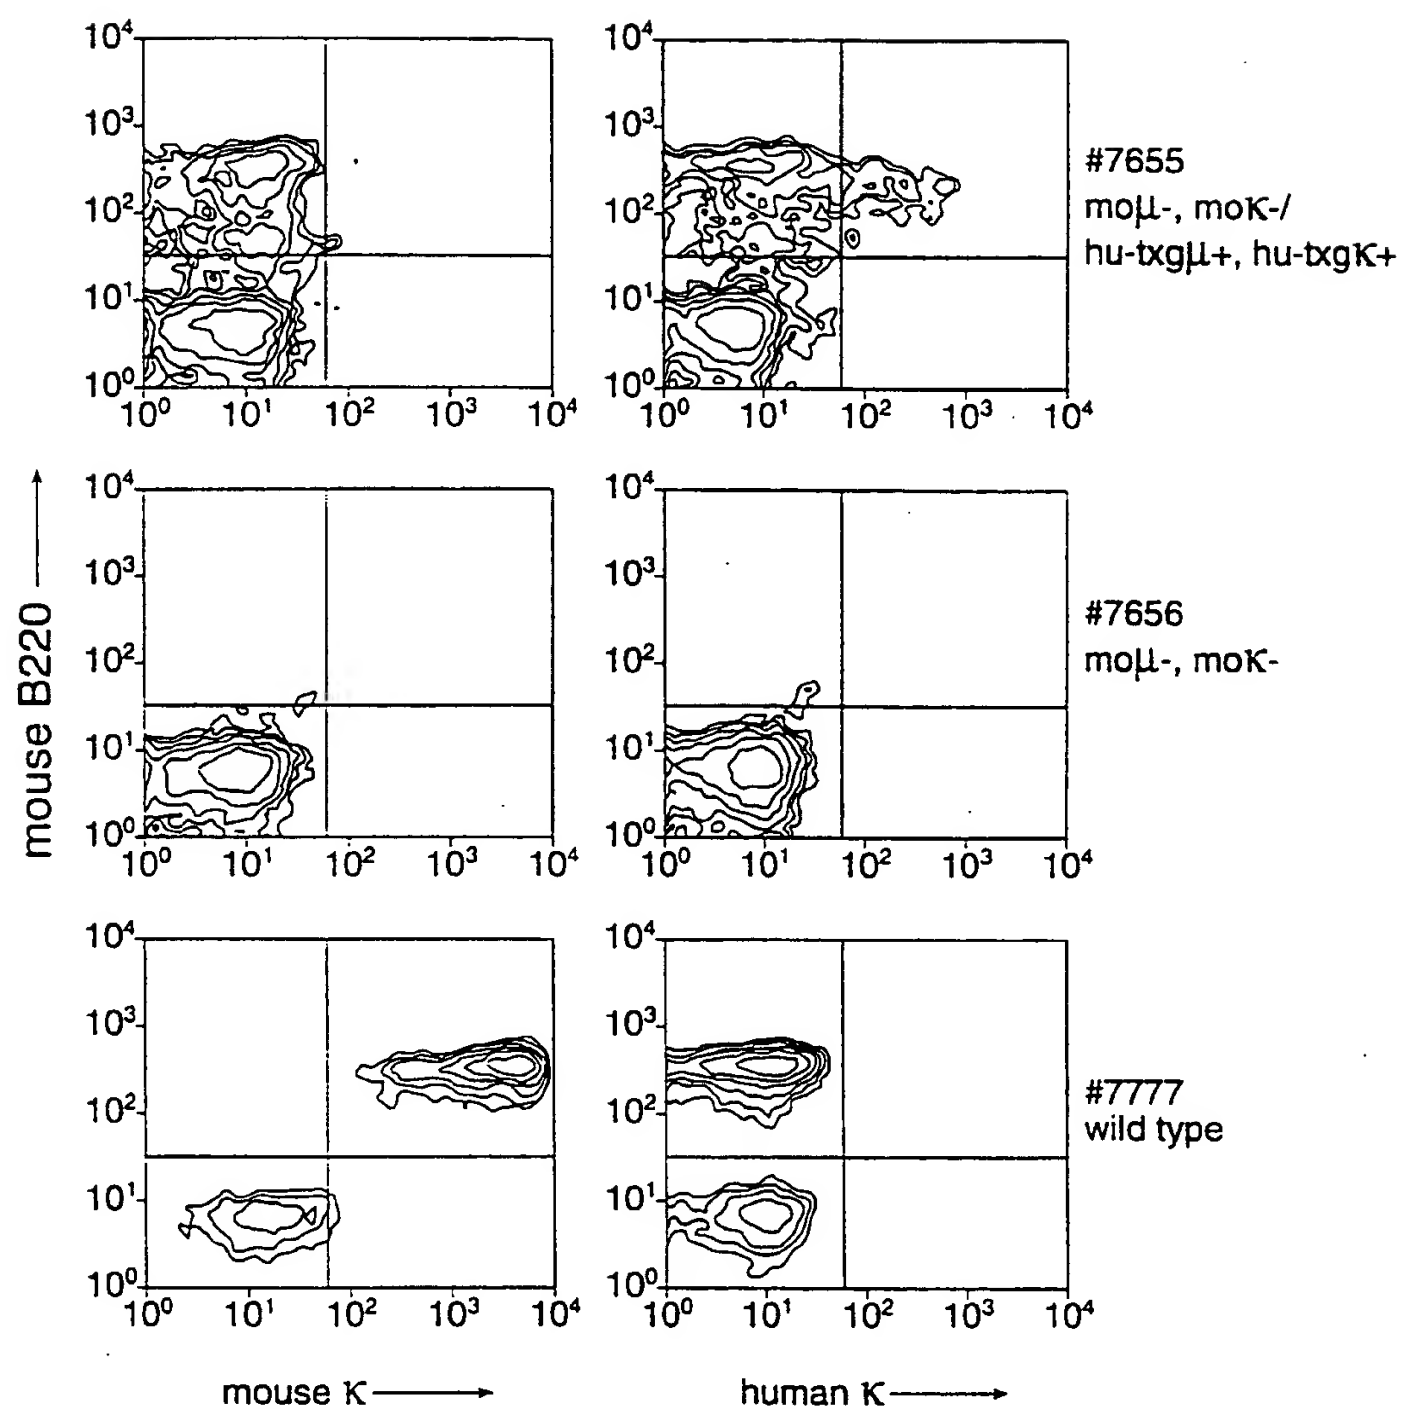 10⁴ 10³ 10² 10¹ 10⁰
10⁰ 10¹ 10² 10³ 10⁴
10⁴ 10³ 10² 10¹ 10⁰
10⁰ 10¹ 10² 10³ 10⁴
#7655
moμ-, moκ-/
hu-txgμ+, hu-txgκ+
mouse B220
10⁴ 10³ 10² 10¹ 10⁰
10⁰ 10¹ 10² 10³ 10⁴
10⁴ 10³ 10² 10¹ 10⁰
10⁰ 10¹ 10² 10³ 10⁴
#7656
moμ-, moκ-
10⁴ 10³ 10² 10¹ 10⁰
10⁰ 10¹ 10² 10³ 10⁴
10⁴ 10³ 10² 10¹ 10⁰
10⁰ 10¹ 10² 10³ 10⁴
#7777
wild type
mouse κ
human κ